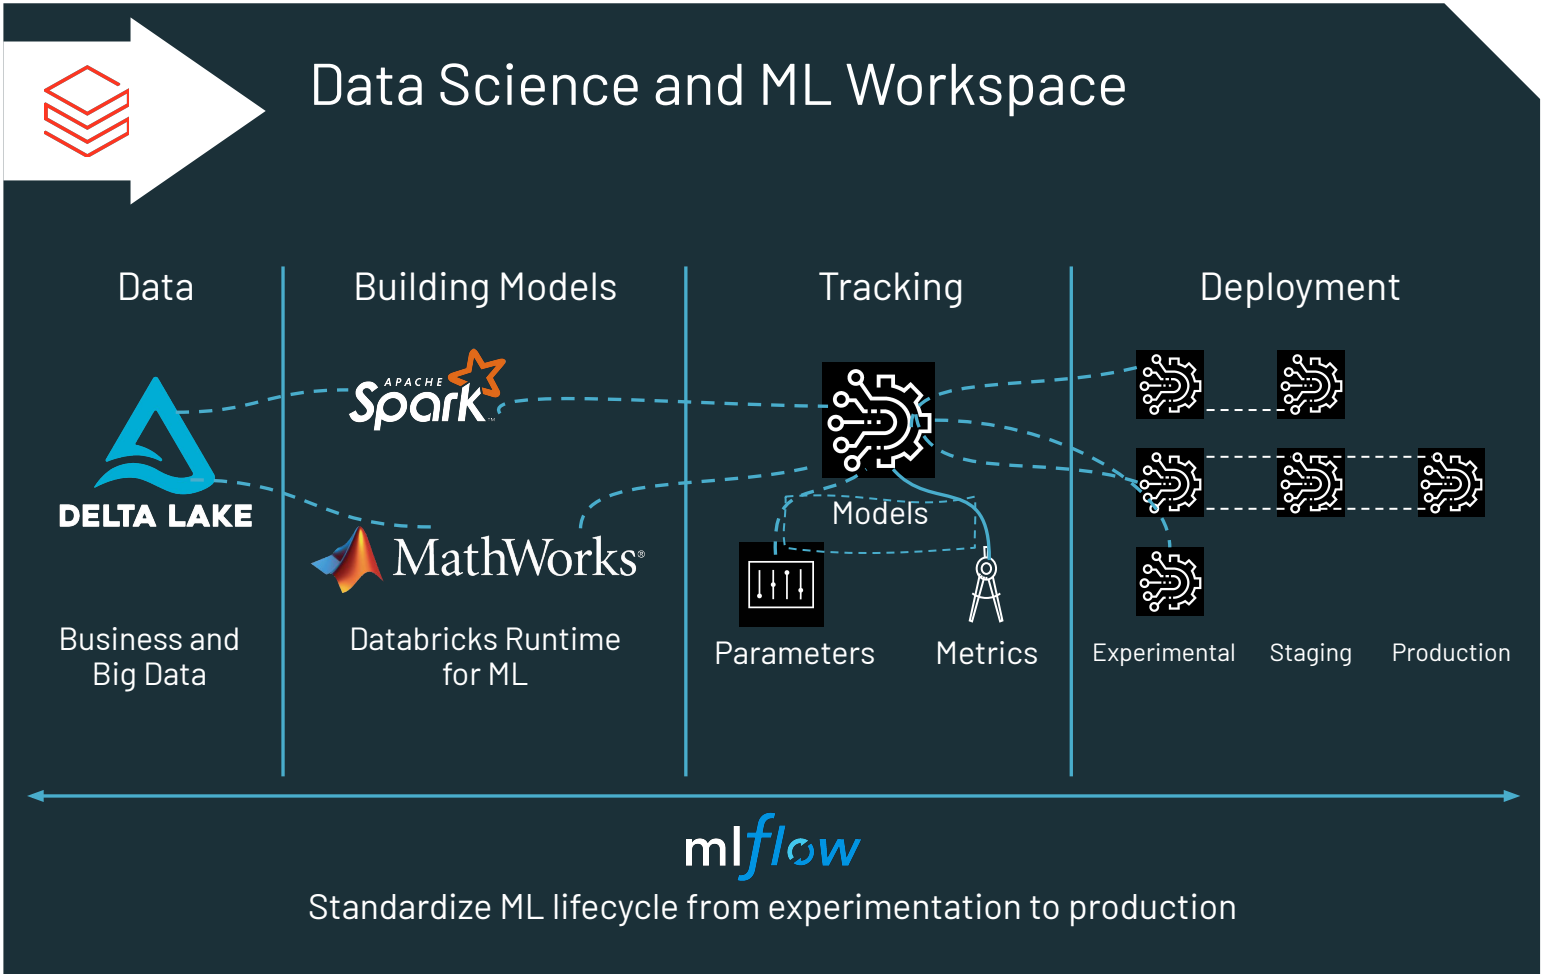 Data Science and ML Workspace
Data
Building Models
Tracking
Deployment
APACHE
Spark™
DELTA LAKE
MathWorks®
Models
Business and
Big Data
Databricks Runtime
for ML
Parameters
Metrics
Experimental
Staging
Production
mlflow
Standardize ML lifecycle from experimentation to production